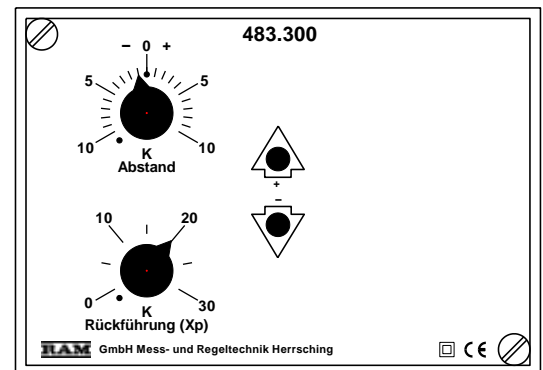 483.300
− 0 +
5 5
10 10
K
Abstand
+
−
10 20
0 30
K
Rückführung (Xp)
RAM GmbH Mess- und Regeltechnik Herrsching CE